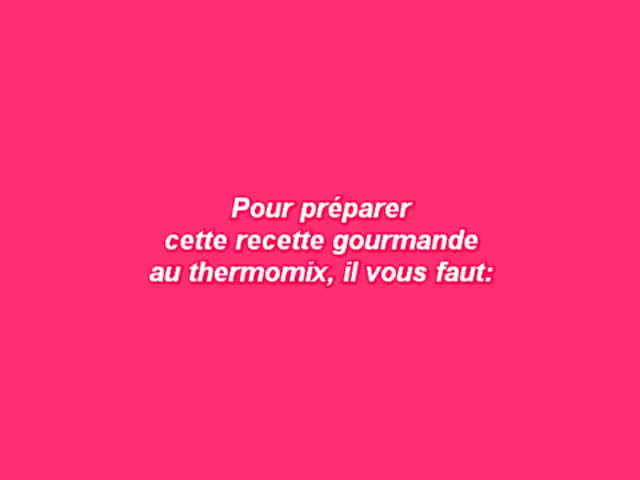 Pour préparer
cette recette gourmande
au thermomix, il vous faut: